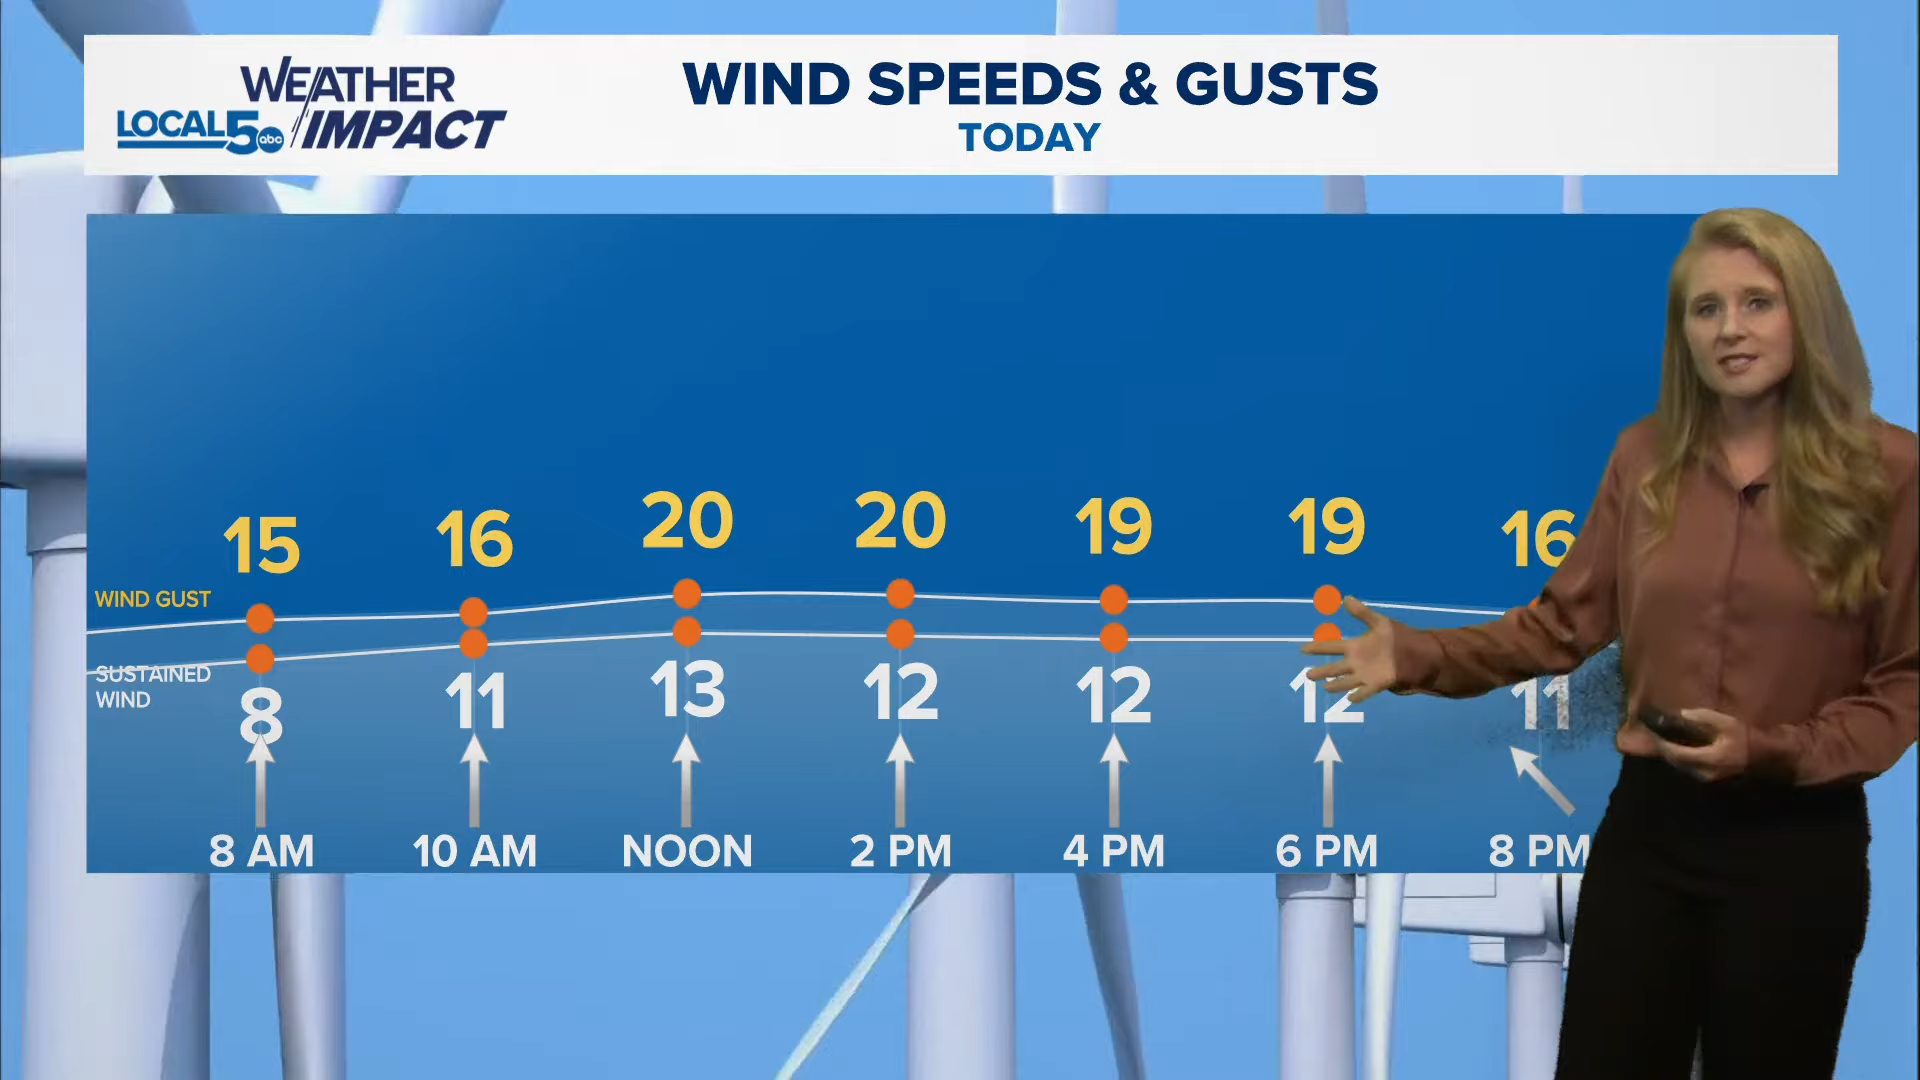 WEATHER
LOCAL 5 abc IMPACT
WIND SPEEDS & GUSTS
TODAY
15 16 20 20 19 19 16
WIND GUST
SUSTAINED
WIND
8 11 13 12 12 12 11
8 AM 10 AM NOON 2 PM 4 PM 6 PM 8 PM